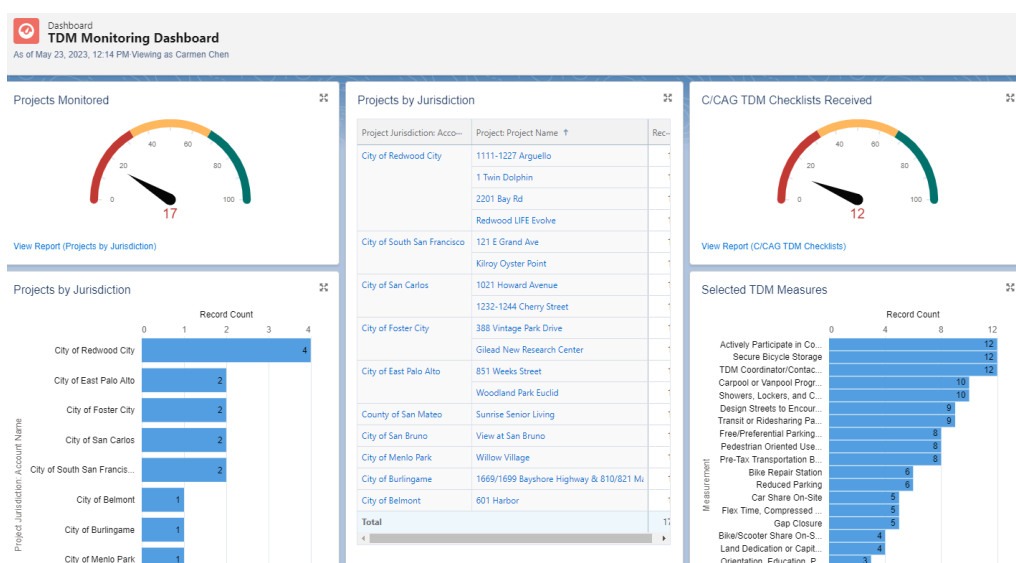 Dashboard
TDM Monitoring Dashboard
As of May 23, 2023, 12:14 PM·Viewing as Carmen Chen
Projects Monitored
0
20
40
60
80
100
17
View Report (Projects by Jurisdiction)
Projects by Jurisdiction
Record Count
0 1 2 3 4
Project Jurisdiction: Account Name
City of Redwood City 4
City of East Palo Alto 2
City of Foster City 2
City of San Carlos 2
City of South San Francis... 2
City of Belmont 1
City of Burlingame 1
City of Menlo Park 1
Projects by Jurisdiction
Project Jurisdiction: Acco-- Project: Project Name ↑ Rec--
City of Redwood City 1111-1227 Arguello
1 Twin Dolphin
2201 Bay Rd
Redwood LIFE Evolve
City of South San Francisco 121 E Grand Ave
Kilroy Oyster Point
City of San Carlos 1021 Howard Avenue
1232-1244 Cherry Street
City of Foster City 388 Vintage Park Drive
Gilead New Research Center
City of East Palo Alto 851 Weeks Street
Woodland Park Euclid
County of San Mateo Sunrise Senior Living
City of San Bruno View at San Bruno
City of Menlo Park Willow Village
City of Burlingame 1669/1699 Bayshore Highway & 810/821 M
City of Belmont 601 Harbor
Total 17
C/CAG TDM Checklists Received
0
20
40
60
80
100
12
View Report (C/CAG TDM Checklists)
Selected TDM Measures
Record Count
0 4 8 12
Measurement
Actively Participate in Co... 12
Secure Bicycle Storage 12
TDM Coordinator/Contac... 12
Carpool or Vanpool Progr... 10
Showers, Lockers, and C... 10
Design Streets to Encour... 9
Transit or Ridesharing Pa... 9
Free/Preferential Parking... 8
Pedestrian Oriented Use... 8
Pre-Tax Transportation B... 8
Bike Repair Station 6
Reduced Parking 6
Car Share On-Site 5
Flex Time, Compressed ... 5
Gap Closure 5
Bike/Scooter Share On-S... 4
Land Dedication or Capit... 4
Orientation, Education, P... 3